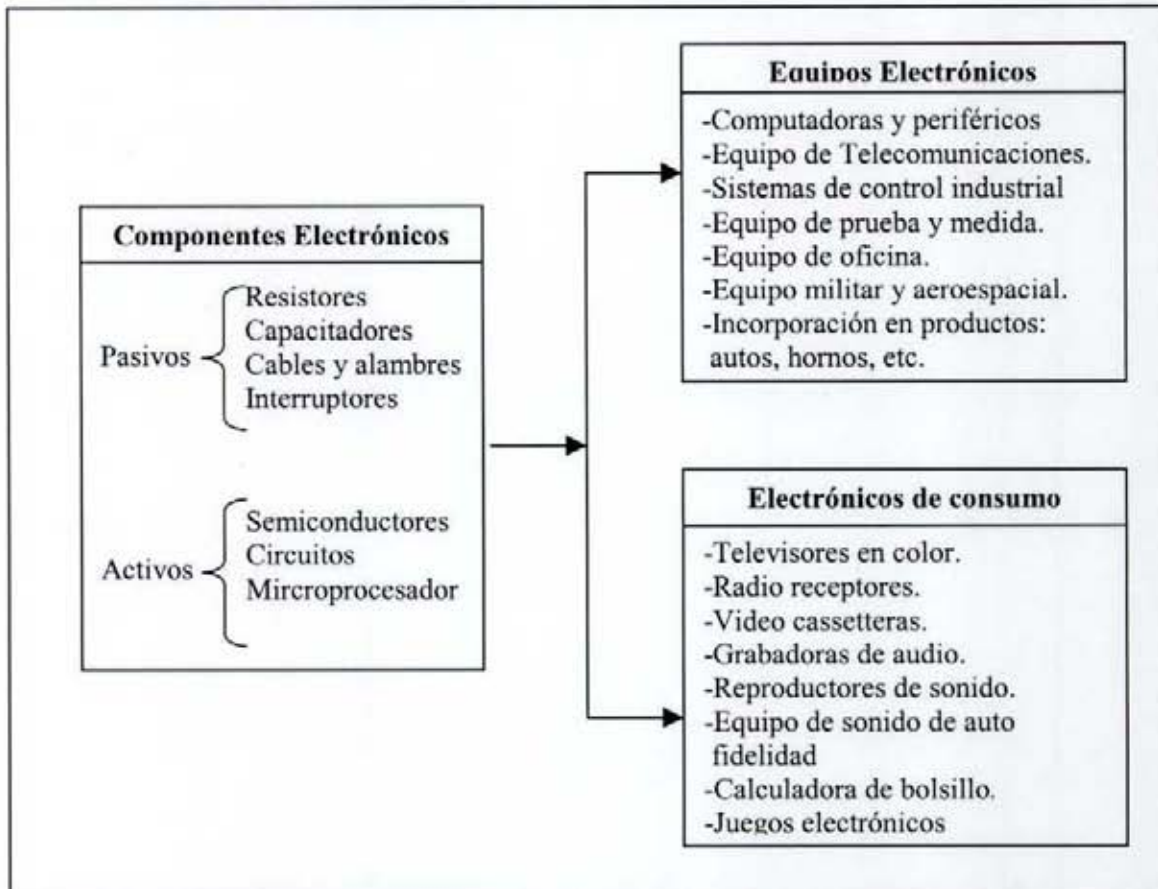 Componentes Electrónicos
Pasivos
Resistores
Capacitadores
Cables y alambres
Interruptores
Activos
Semiconductores
Circuitos
Mircroprocesador
Equipos Electrónicos
-Computadoras y periféricos
-Equipo de Telecomunicaciones.
-Sistemas de control industrial
-Equipo de prueba y medida.
-Equipo de oficina.
-Equipo militar y aeroespacial.
-Incorporación en productos:
autos, hornos, etc.
Electrónicos de consumo
-Televisores en color.
-Radio receptores.
-Video cassetteras.
-Grabadoras de audio.
-Reproductores de sonido.
-Equipo de sonido de auto
fidelidad
-Calculadora de bolsillo.
-Juegos electrónicos